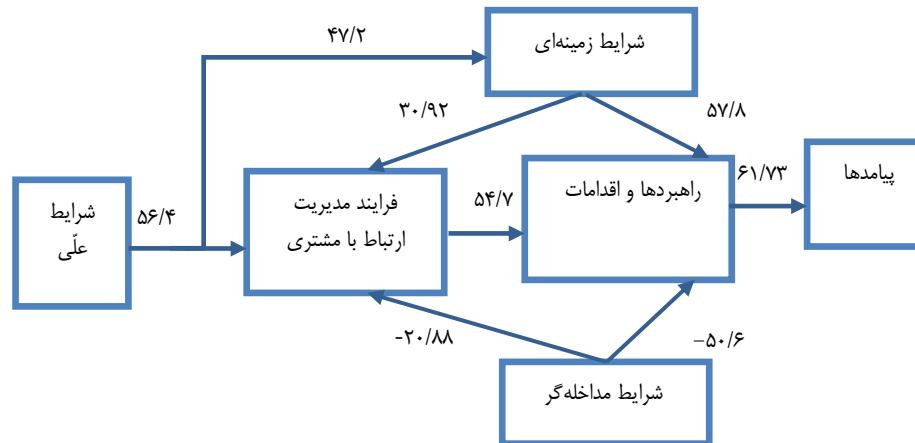 ۴۷/۲
شرایط زمینه‌ای
۳۰/۹۲
۵۷/۸
پیامدها
۶۱/۷۳
راهبردها و اقدامات
۵۴/۷
فرایند مدیریت
ارتباط با مشتری
۵۶/۴
شرایط
علّی
-۲۰/۸۸
–۵۰/۶
شرایط مداخله‌گر